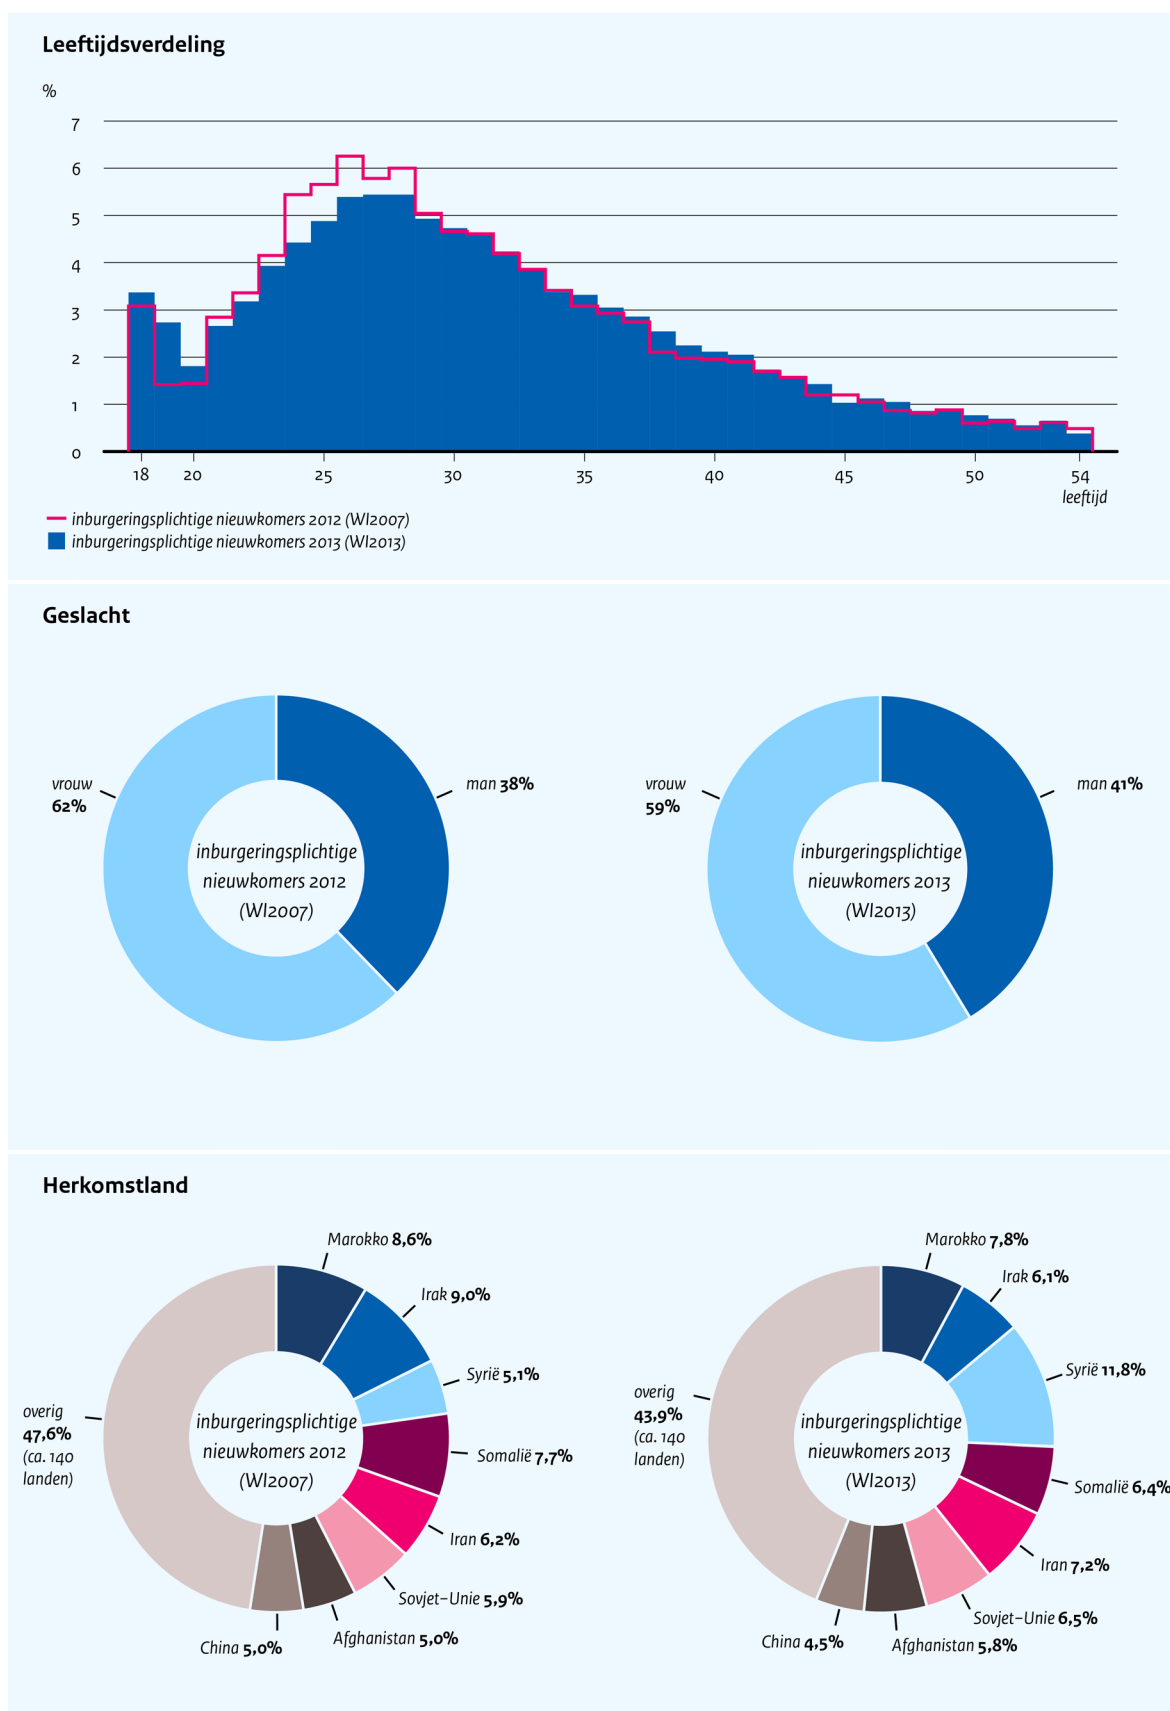 Leeftijdsverdeling
%
7
6
5
4
3
2
1
0
18 20 25 30 35 40 45 50 54
leeftijd
inburgeringsplichtige nieuwkomers 2012 (WI2007)
inburgeringsplichtige nieuwkomers 2013 (WI2013)
Geslacht
vrouw
62%
man 38%
inburgeringsplichtige
nieuwkomers 2012
(WI2007)
vrouw
59%
man 41%
inburgeringsplichtige
nieuwkomers 2013
(WI2013)
Herkomstland
Marokko 8,6%
Irak 9,0%
Syrië 5,1%
Somalië 7,7%
Iran 6,2%
Sovjet–Unie 5,9%
Afghanistan 5,0%
China 5,0%
overig
47,6%
(ca. 140
landen)
inburgeringsplichtige
nieuwkomers 2012
(WI2007)
Marokko 7,8%
Irak 6,1%
Syrië 11,8%
Somalië 6,4%
Iran 7,2%
Sovjet–Unie 6,5%
Afghanistan 5,8%
China 4,5%
overig
43,9%
(ca. 140
landen)
inburgeringsplichtige
nieuwkomers 2013
(WI2013)